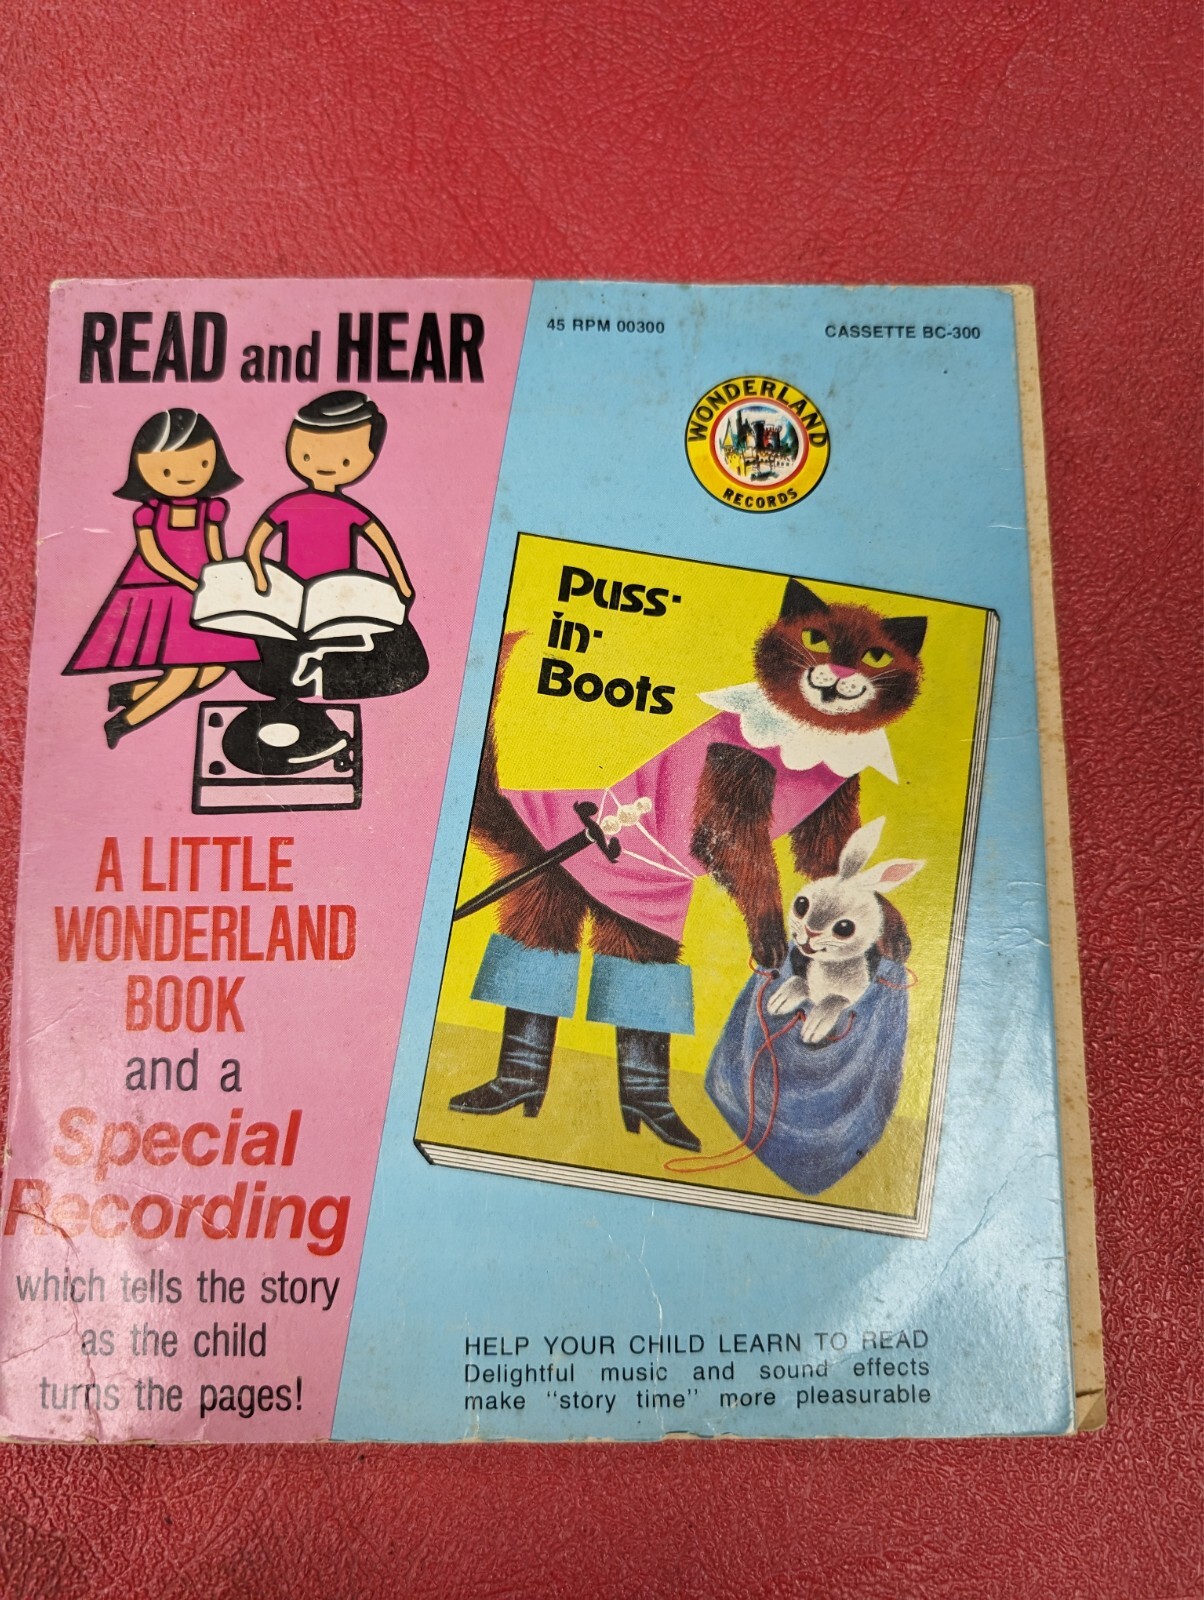 READ and HEAR
A LITTLE
WONDERLAND
BOOK
and a
Special
Recording
which tells the story
as the child
turns the pages!
45 RPM 00300
CASSETTE BC-300
WONDERLAND
RECORDS
Puss-
in-
Boots
HELP YOUR CHILD LEARN TO READ
Delightful music and sound effects
make "story time" more pleasurable